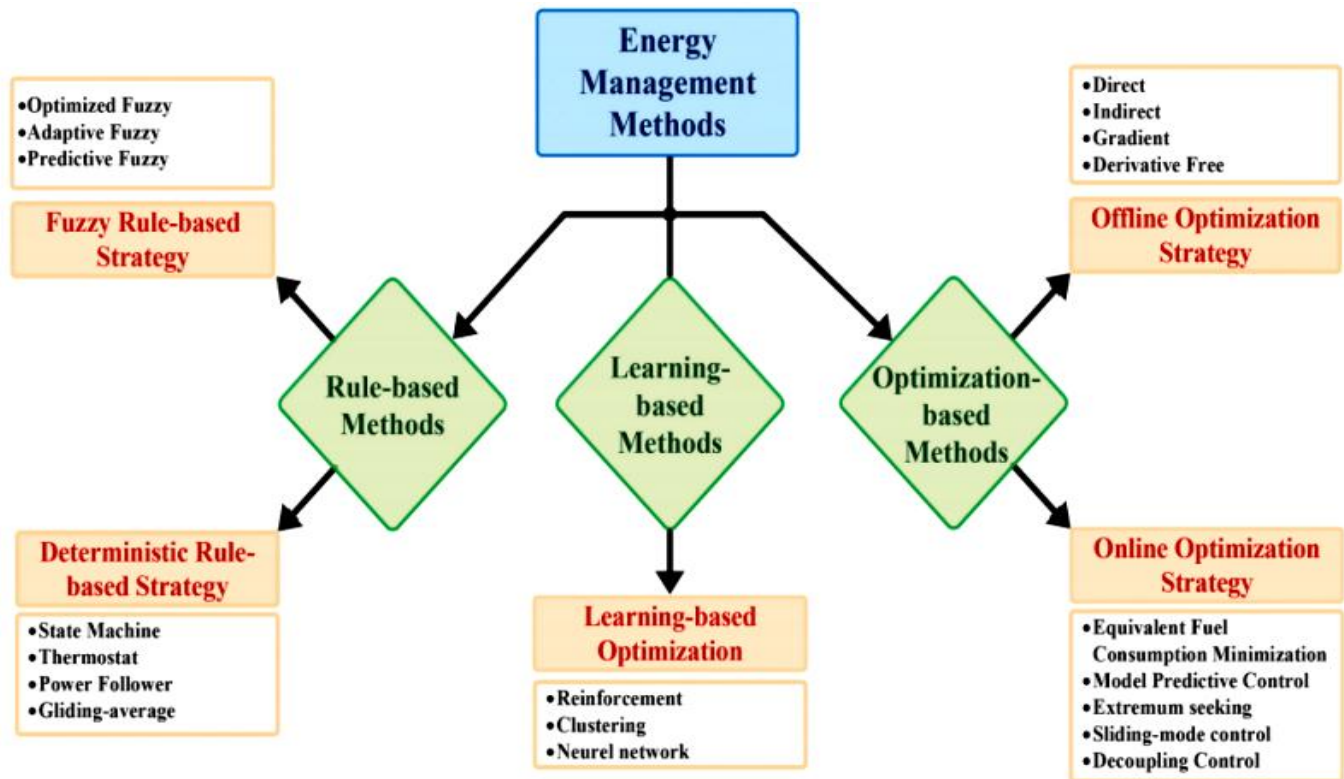 Energy
Management
Methods
•Optimized Fuzzy
•Adaptive Fuzzy
•Predictive Fuzzy
Fuzzy Rule-based
Strategy
•Direct
•Indirect
•Gradient
•Derivative Free
Offline Optimization
Strategy
Rule-based
Methods
Learning-
based
Methods
Optimization-
based
Methods
Deterministic Rule-
based Strategy
•State Machine
•Thermostat
•Power Follower
•Gliding-average
Learning-based
Optimization
•Reinforcement
•Clustering
•Neurel network
Online Optimization
Strategy
•Equivalent Fuel
Consumption Minimization
•Model Predictive Control
•Extremum seeking
•Sliding-mode control
•Decoupling Control